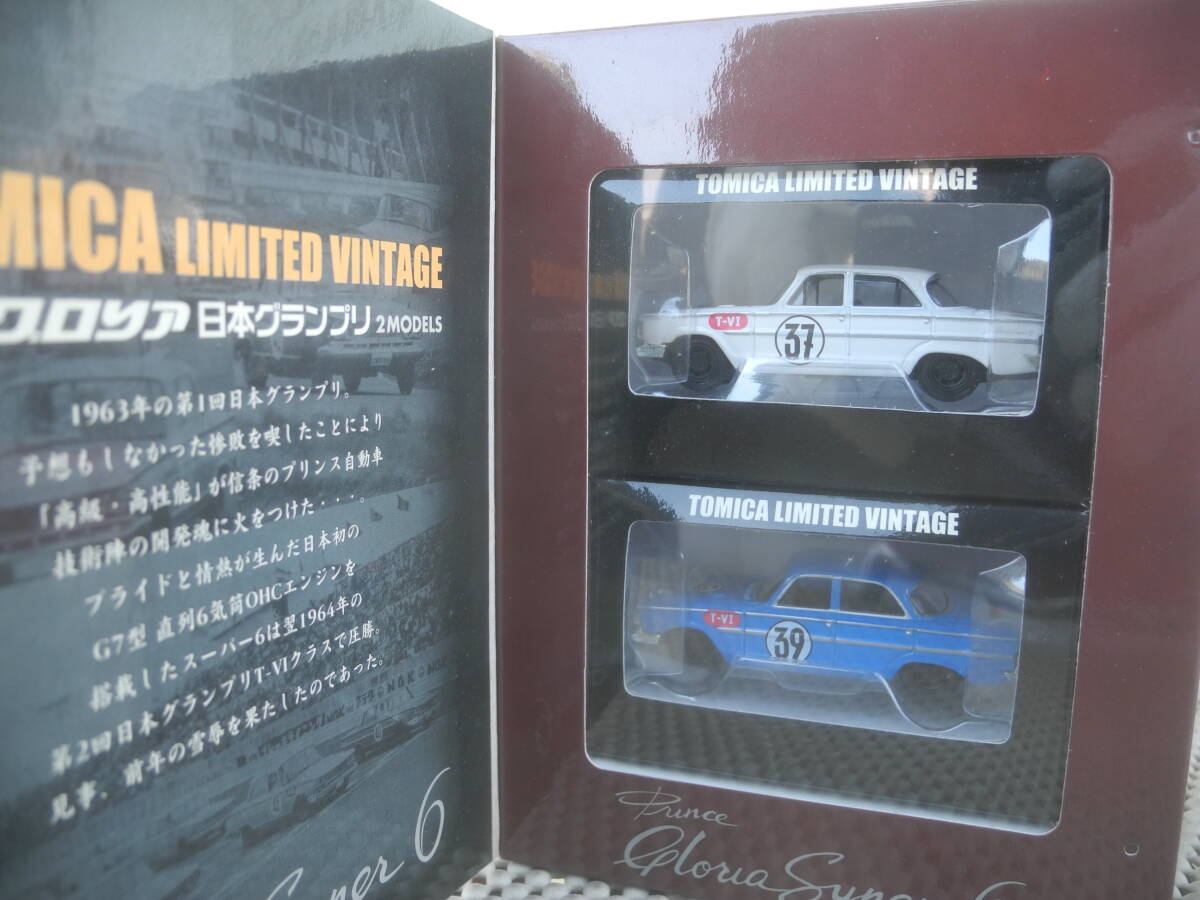 MICA LIMITED VINTAGE
グロリア 日本グランプリ 2MODELS
1963年の第1回日本グランプリ。
予想もしなかった惨敗を喫したことにより
「高級・高性能」が信条のプリンス自動車
技術陣の開発魂に火をつけた・・・。
プライドと情熱が生んだ日本初の
G7型 直列6気筒OHCエンジンを
搭載したスーパー6は翌1964年の
第2回日本グランプリT-VIクラスで圧勝。
見事、前年の雪辱を果たしたのであった。
Super 6
TOMICA LIMITED VINTAGE
T-VI
37
TOMICA LIMITED VINTAGE
T-VI
39
Prince
Gloria Super 6